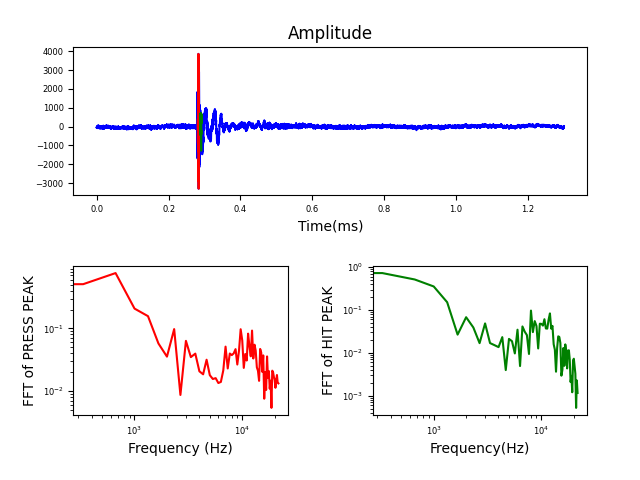 Amplitude
4000
3000
2000
1000
0
−1000
−2000
−3000
0.0 0.2 0.4 0.6 0.8 1.0 1.2
Time(ms)
FFT of PRESS PEAK
10⁻¹
10⁻²
10³ 10⁴
Frequency (Hz)
FFT of HIT PEAK
10⁰
10⁻¹
10⁻²
10⁻³
10³ 10⁴
Frequency(Hz)